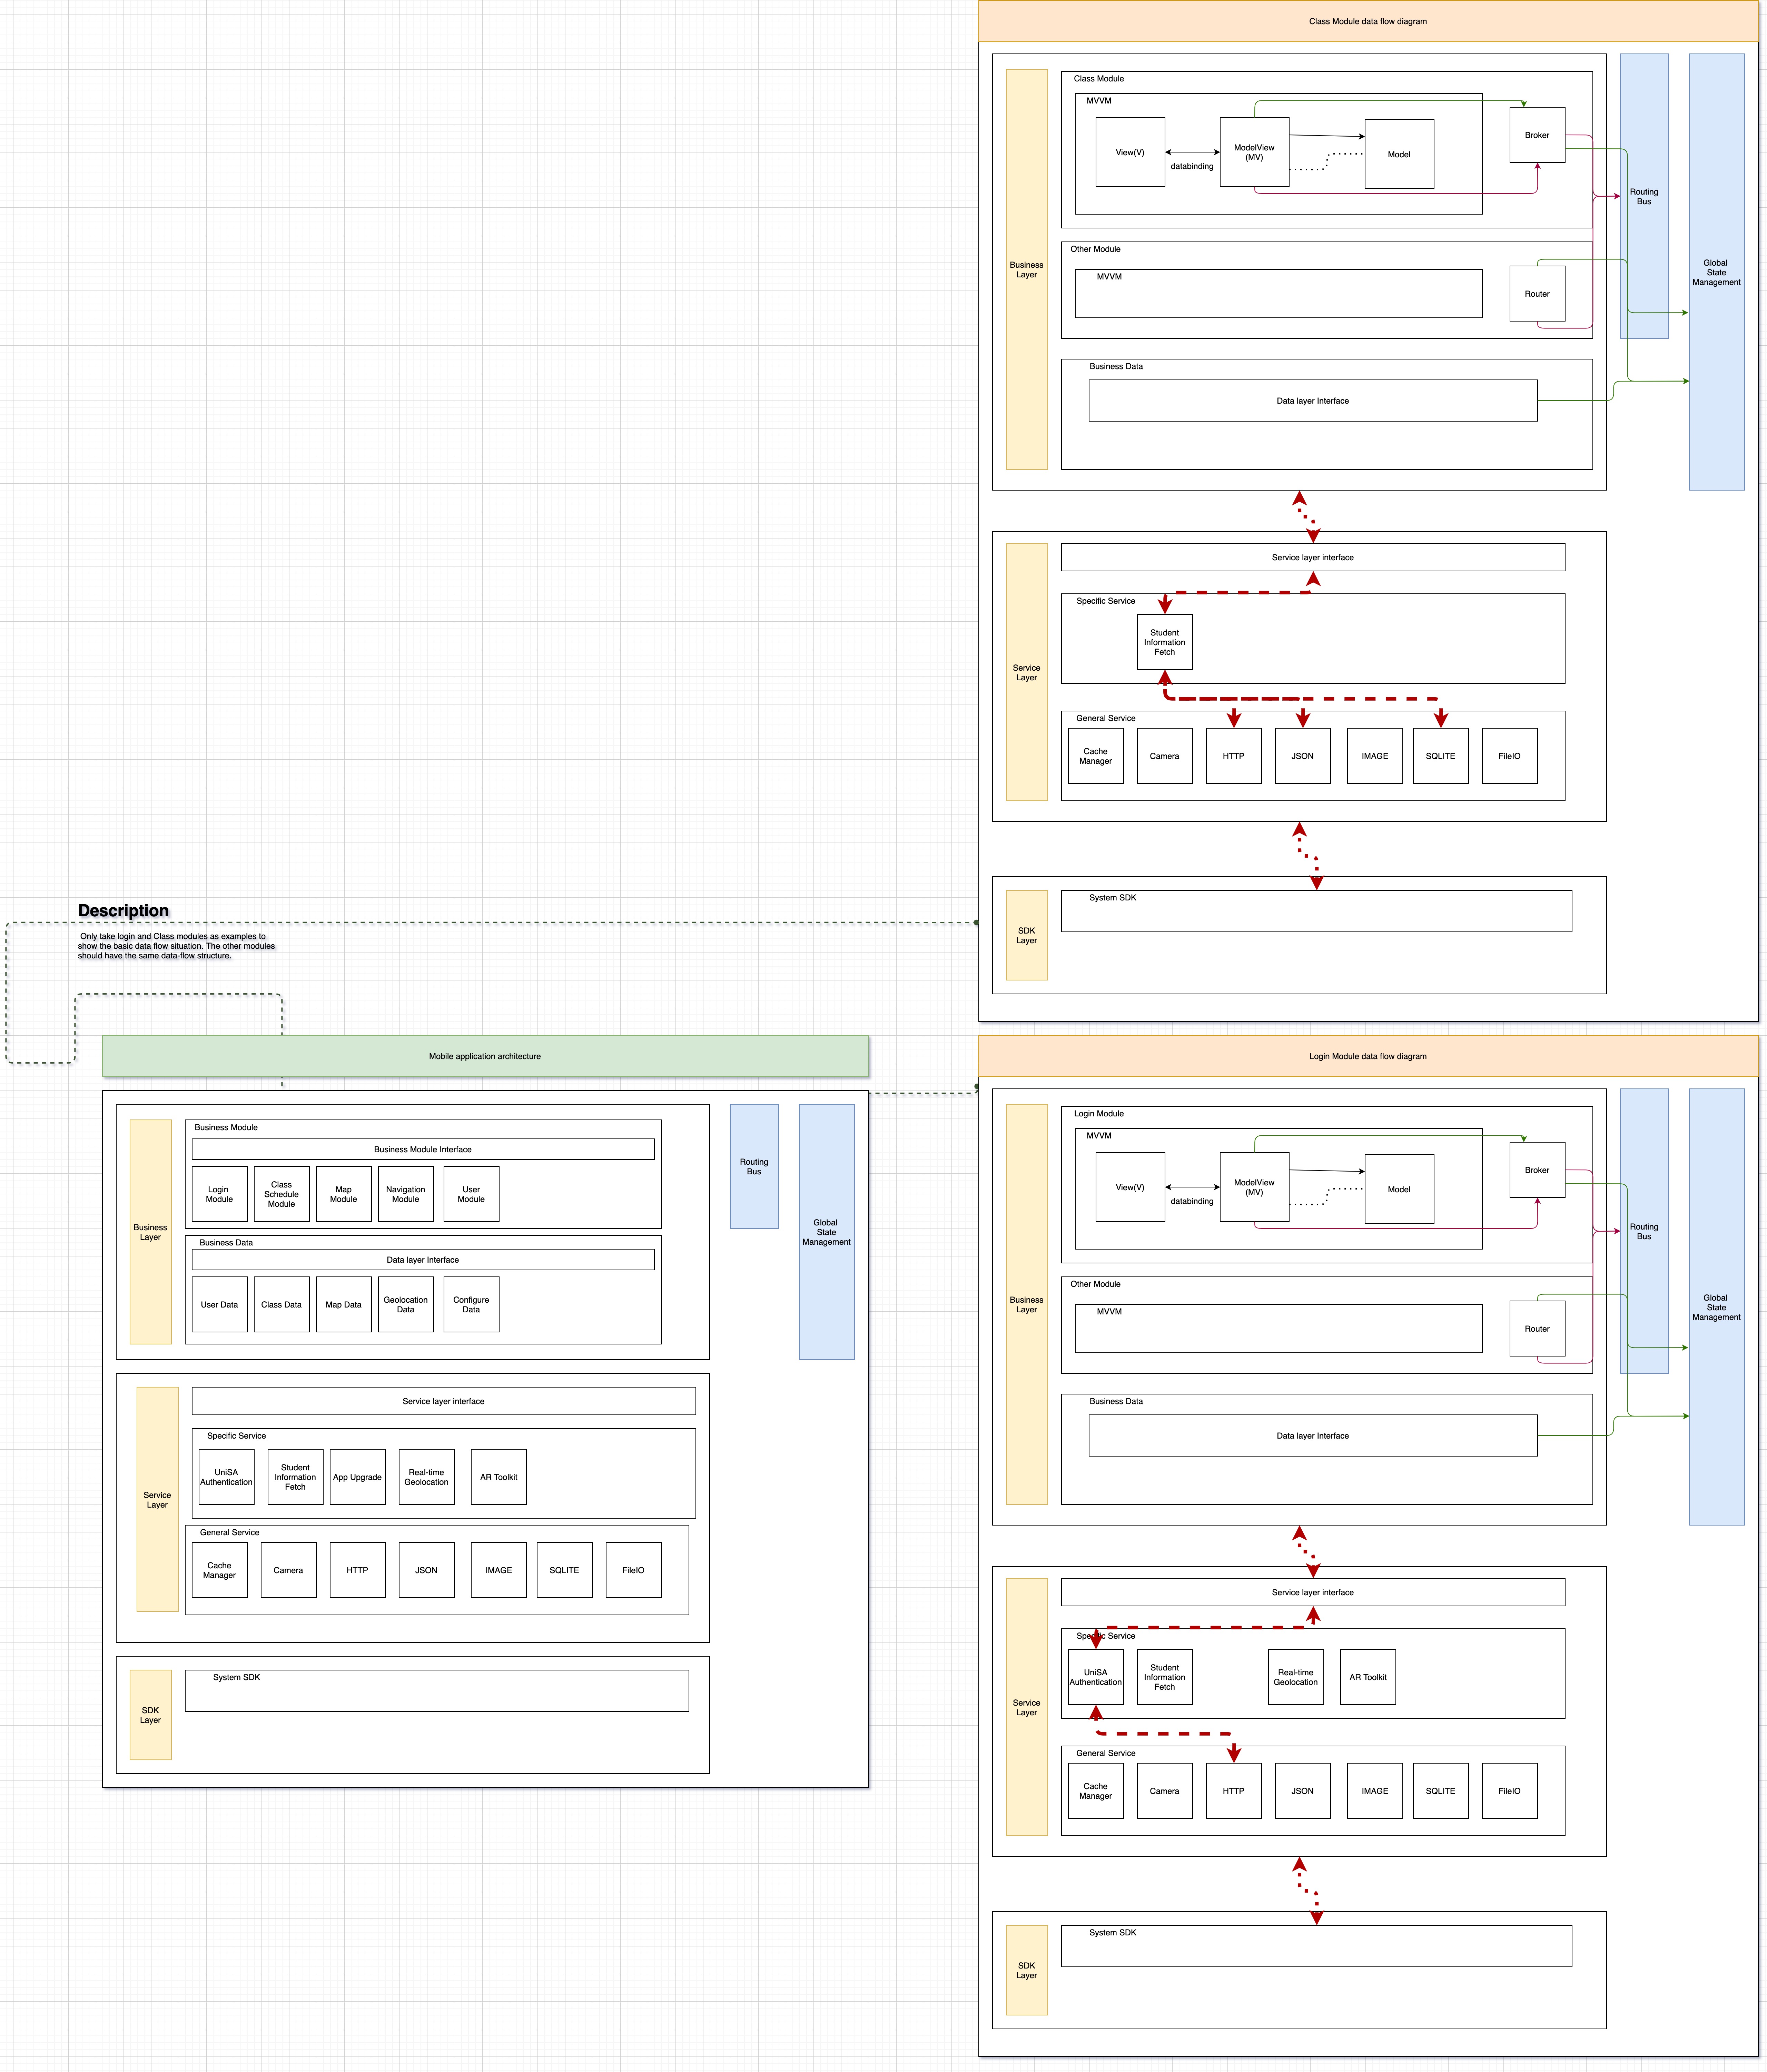 Class Module data flow diagram
Class Module
MVVM
View(V)
databinding
ModelView
(MV)
Model
Broker
Routing
Bus
Business
Layer
Other Module
MVVM
Router
Global
State
Management
Business Data
Data layer Interface
Service layer interface
Specific Service
Student
Information
Fetch
Service
Layer
General Service
Cache
Manager
Camera
HTTP
JSON
IMAGE
SQLITE
FileIO
System SDK
SDK
Layer
Description
Only take login and Class modules as examples to
show the basic data flow situation. The other modules
should have the same data-flow structure.
Mobile application architecture
Business Module
Business Module Interface
Login
Module
Class
Schedule
Module
Map
Module
Navigation
Module
User
Module
Business
Layer
Business Data
Data layer Interface
User Data
Class Data
Map Data
Geolocation
Data
Configure
Data
Routing
Bus
Global
State
Management
Service layer interface
Specific Service
UniSA
Authentication
Student
Information
Fetch
App Upgrade
Real-time
Geolocation
AR Toolkit
Service
Layer
General Service
Cache
Manager
Camera
HTTP
JSON
IMAGE
SQLITE
FileIO
System SDK
SDK
Layer
Login Module data flow diagram
Login Module
MVVM
View(V)
databinding
ModelView
(MV)
Model
Broker
Routing
Bus
Business
Layer
Other Module
MVVM
Router
Global
State
Management
Business Data
Data layer Interface
Service layer interface
Specific Service
UniSA
Authentication
Student
Information
Fetch
Real-time
Geolocation
AR Toolkit
Service
Layer
General Service
Cache
Manager
Camera
HTTP
JSON
IMAGE
SQLITE
FileIO
System SDK
SDK
Layer